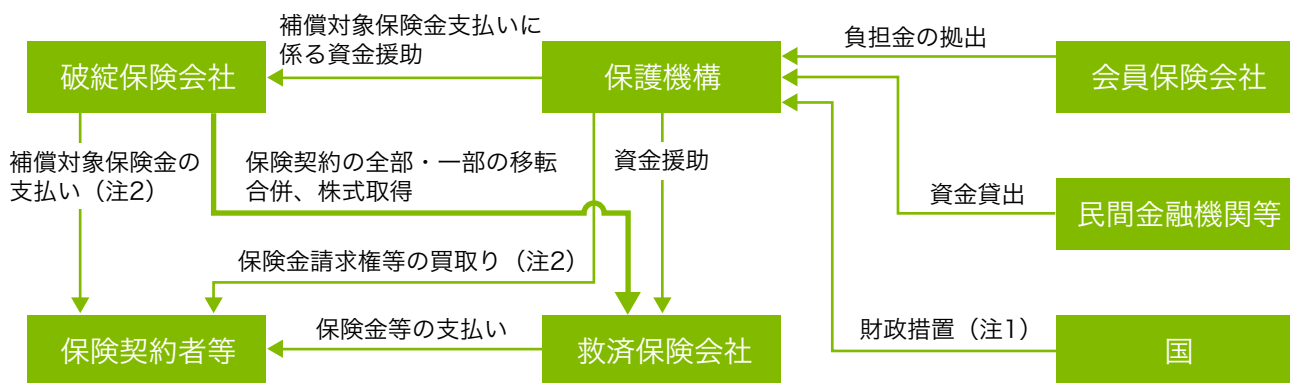 補償対象保険金支払いに
係る資金援助
負担金の拠出
破綻保険会社
保護機構
会員保険会社
補償対象保険金の
支払い（注2）
保険契約の全部・一部の移転
合併、株式取得
資金援助
資金貸出
民間金融機関等
保険金請求権等の買取り（注2）
保険金等の支払い
財政措置（注1）
保険契約者等
救済保険会社
国